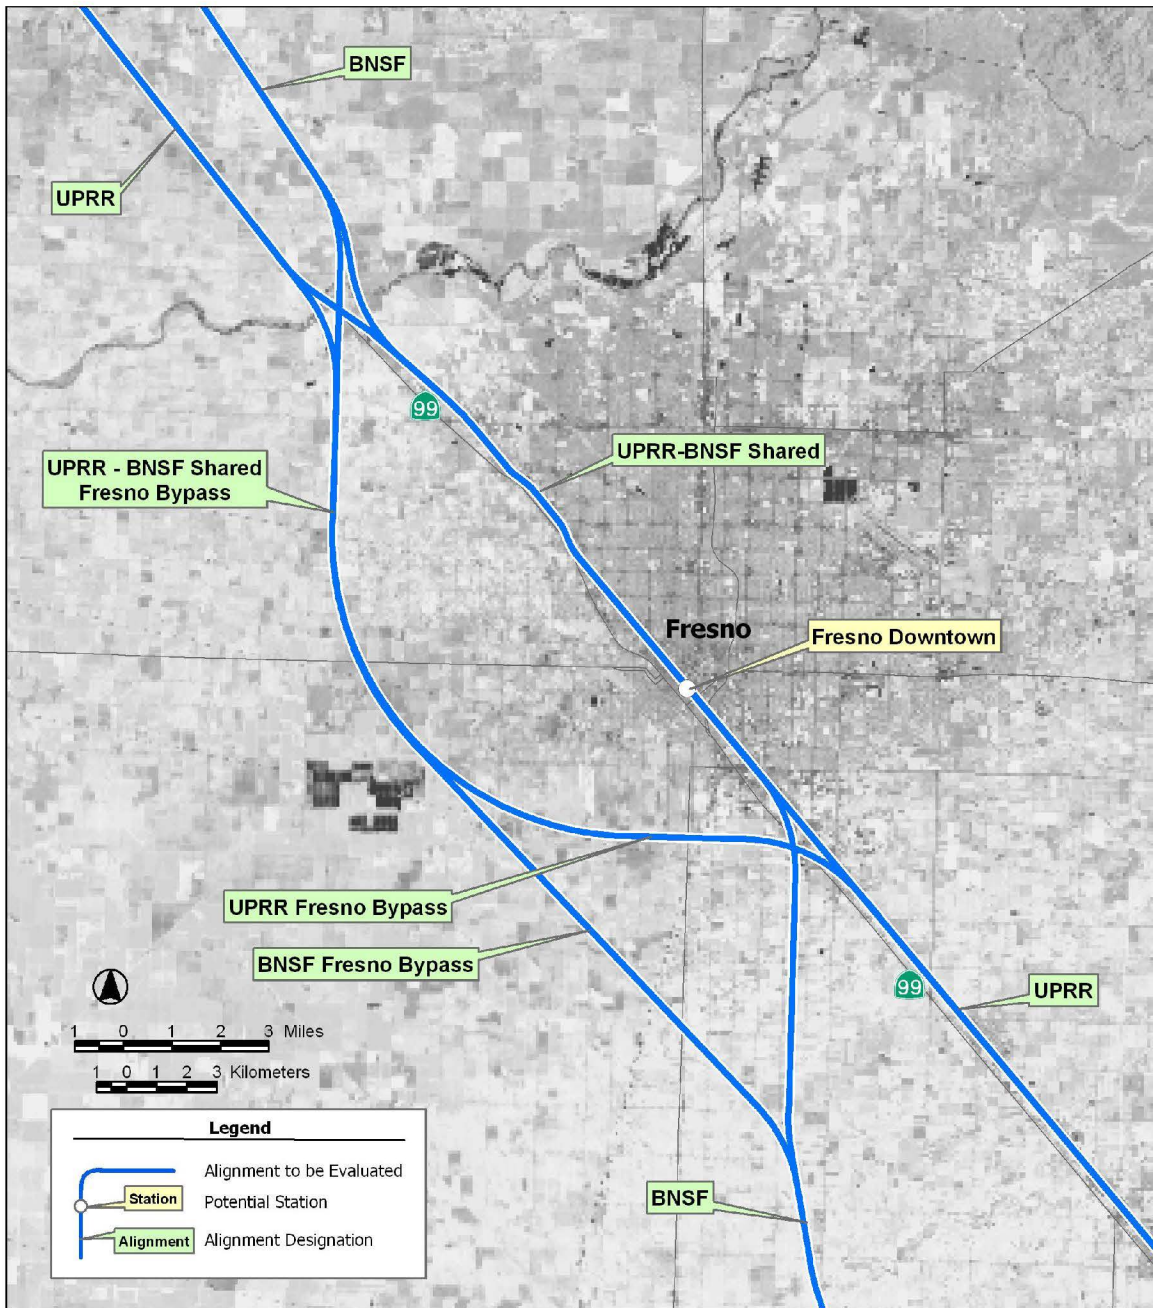 BNSF
UPRR
99
UPRR - BNSF Shared
Fresno Bypass
UPRR-BNSF Shared
Fresno
Fresno Downtown
UPRR Fresno Bypass
BNSF Fresno Bypass
99
UPRR
1 0 1 2 3 Miles
1 0 1 2 3 Kilometers
BNSF
Legend
Alignment to be Evaluated
Station
Potential Station
Alignment
Alignment Designation